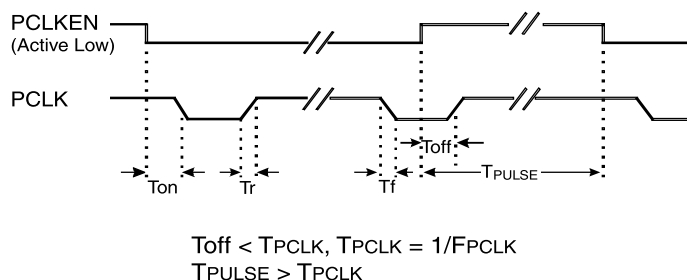 PCLKEN
(Active Low)
PCLK
Ton
Tr
Tf
Toff
TPULSE
Toff < TPCLK, TPCLK = 1/FPCLK
TPULSE > TPCLK